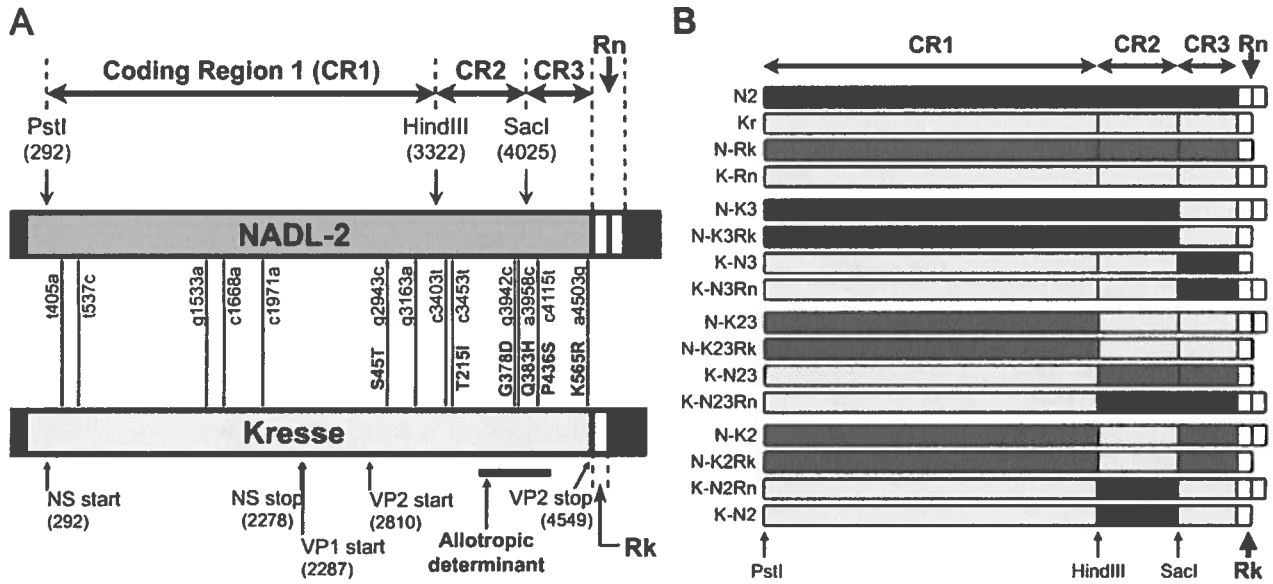 A
Coding Region 1 (CR1)
CR2
CR3
Rn
PstI
(292)
HindIII
(3322)
SacI
(4025)
NADL-2
t405a
t537c
g1533a
c1668a
c1971a
g2943c
g3163a
c3403t
c3453t
g3942c
a3958c
c4115t
a4503g
S45T
T215I
G378D
Q383H
P436S
K565R
Kresse
NS start
(292)
NS stop
(2278)
VP1 start
(2287)
VP2 start
(2810)
Allotropic
determinant
VP2 stop
(4549)
Rk
B
CR1
CR2
CR3
Rn
N2
Kr
N-Rk
K-Rn
N-K3
N-K3Rk
K-N3
K-N3Rn
N-K23
N-K23Rk
K-N23
K-N23Rn
N-K2
N-K2Rk
K-N2Rn
K-N2
PstI
HindIII
SacI
Rk